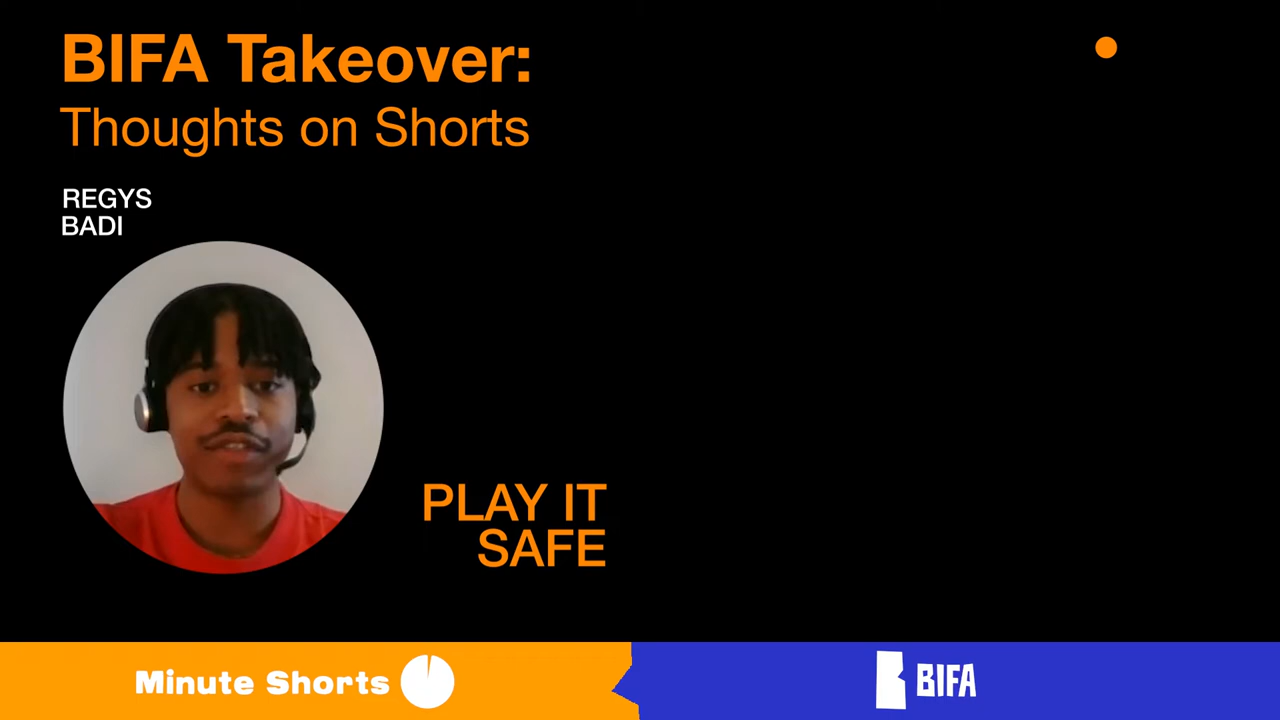 BIFA Takeover:
Thoughts on Shorts
REGYS
BADI
PLAY IT
SAFE
Minute Shorts
BIFA